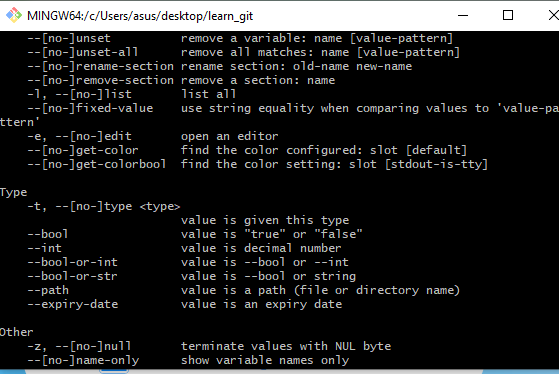 MINGW64:/c/Users/asus/desktop/learn_git
--[no-]unset remove a variable: name [value-pattern]
--[no-]unset-all remove all matches: name [value-pattern]
--[no-]rename-section rename section: old-name new-name
--[no-]remove-section remove a section: name
-l, --[no-]list list all
--[no-]fixed-value use string equality when comparing values to 'value-pa
ttern'
-e, --[no-]edit open an editor
--[no-]get-color find the color configured: slot [default]
--[no-]get-colorbool find the color setting: slot [stdout-is-tty]
Type
-t, --[no-]type <type>
value is given this type
--bool value is "true" or "false"
--int value is decimal number
--bool-or-int value is --bool or --int
--bool-or-str value is --bool or string
--path value is a path (file or directory name)
--expiry-date value is an expiry date
Other
-z, --[no-]null terminate values with NUL byte
--[no-]name-only show variable names only